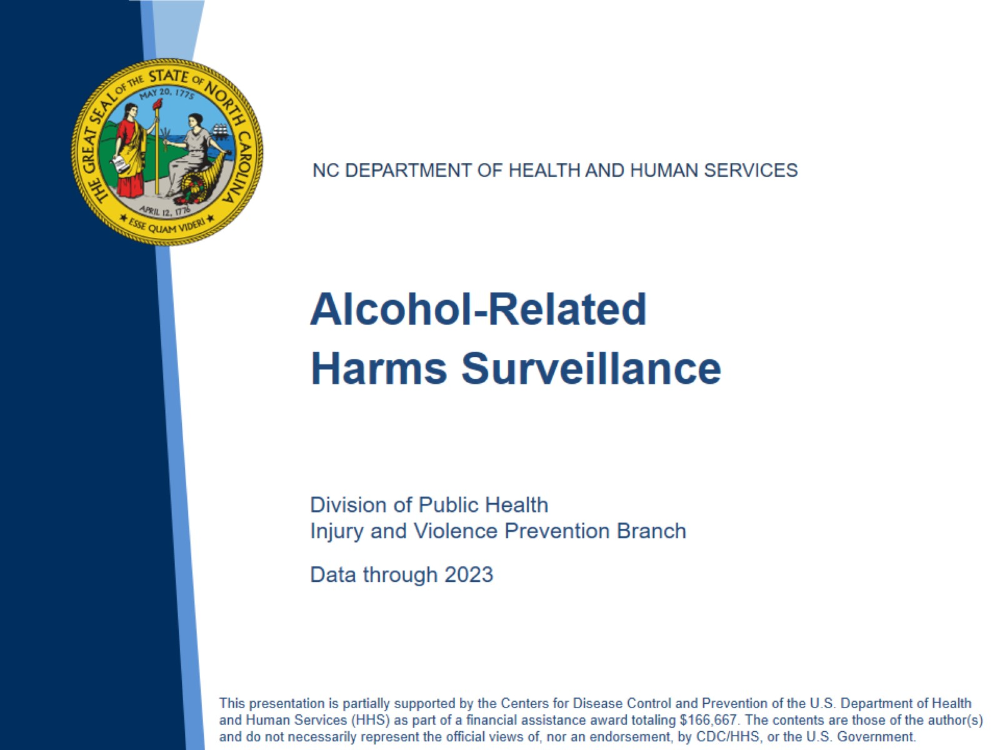 THE GREAT SEAL OF THE STATE OF NORTH CAROLINA
MAY 20, 1775
APRIL 12, 1776
★ ESSE QUAM VIDERI ★
NC DEPARTMENT OF HEALTH AND HUMAN SERVICES
Alcohol-Related
Harms Surveillance
Division of Public Health
Injury and Violence Prevention Branch
Data through 2023
This presentation is partially supported by the Centers for Disease Control and Prevention of the U.S. Department of Health
and Human Services (HHS) as part of a financial assistance award totaling $166,667. The contents are those of the author(s)
and do not necessarily represent the official views of, nor an endorsement, by CDC/HHS, or the U.S. Government.